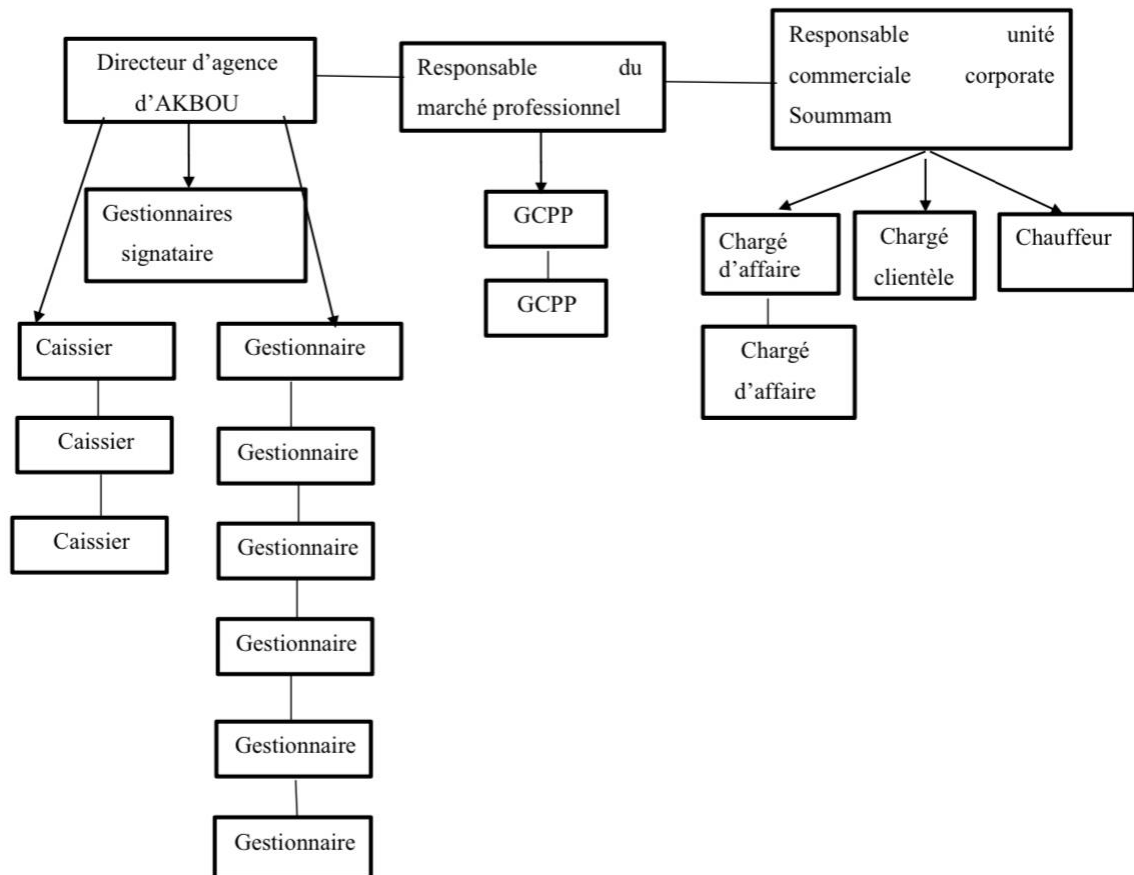 Directeur d'agence
d'AKBOU
Responsable du
marché professionnel
Responsable unité
commerciale corporate
Soummam
Gestionnaires
signataire
GCPP
GCPP
Chargé
d'affaire
Chargé
clientèle
Chauffeur
Chargé
d'affaire
Caissier
Caissier
Caissier
Gestionnaire
Gestionnaire
Gestionnaire
Gestionnaire
Gestionnaire
Gestionnaire